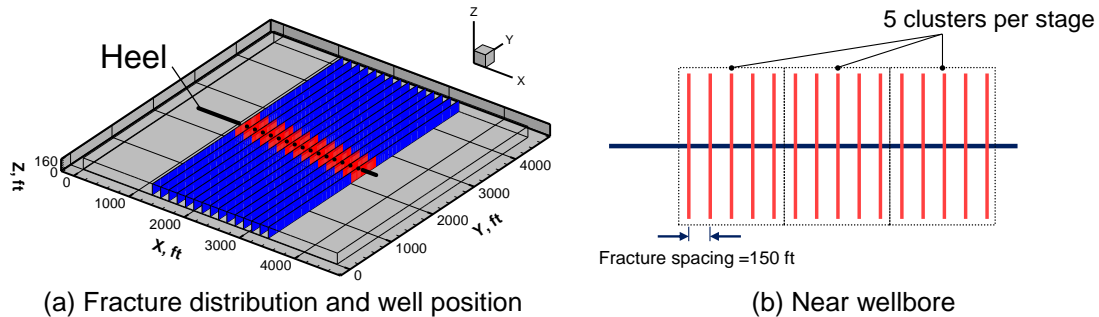 Heel
Z
Y
X
160
0
Z, ft
0
1000
2000
3000
4000
X, ft
0
1000
2000
3000
4000
Y, ft
(a) Fracture distribution and well position
5 clusters per stage
Fracture spacing =150 ft
(b) Near wellbore